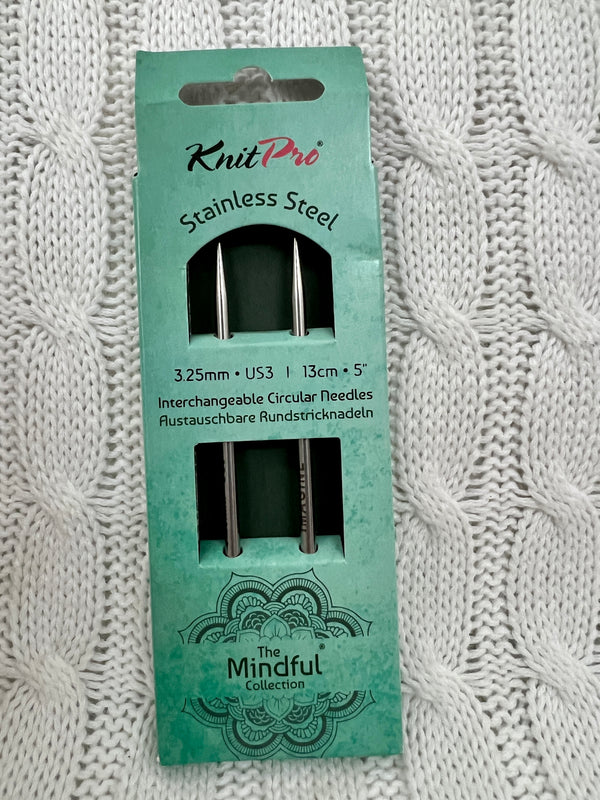 KnitPro®
Stainless Steel
3.25mm • US3 | 13cm • 5"
Interchangeable Circular Needles
Austauschbare Rundstricknadeln
The
Mindful®
Collection